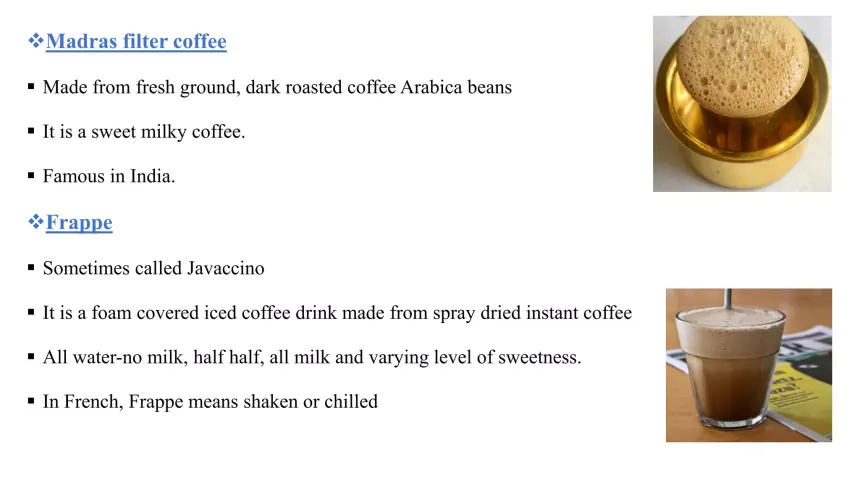 ❖Madras filter coffee
▪ Made from fresh ground, dark roasted coffee Arabica beans
▪ It is a sweet milky coffee.
▪ Famous in India.
❖Frappe
▪ Sometimes called Javaccino
▪ It is a foam covered iced coffee drink made from spray dried instant coffee
▪ All water-no milk, half half, all milk and varying level of sweetness.
▪ In French, Frappe means shaken or chilled